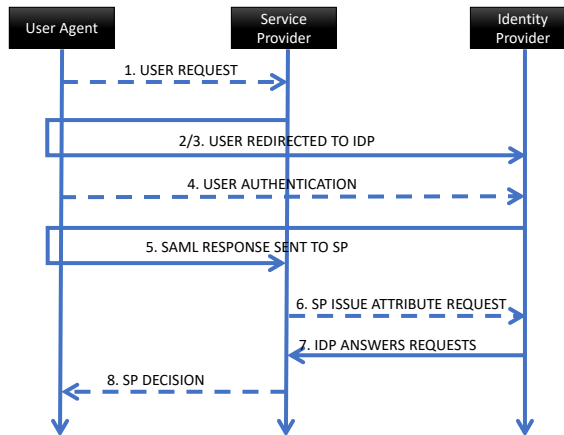 User Agent
Service
Provider
Identity
Provider
1. USER REQUEST
2/3. USER REDIRECTED TO IDP
4. USER AUTHENTICATION
5. SAML RESPONSE SENT TO SP
6. SP ISSUE ATTRIBUTE REQUEST
7. IDP ANSWERS REQUESTS
8. SP DECISION